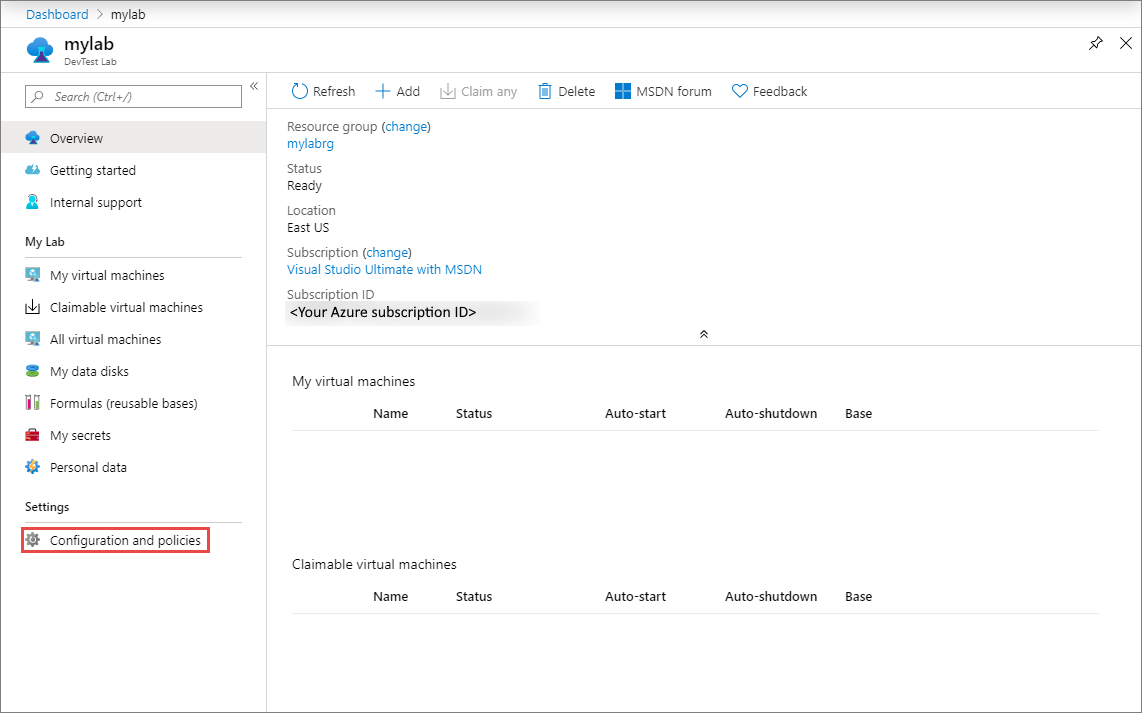 Dashboard > mylab
mylab
DevTest Lab
Search (Ctrl+/)
«
Overview
Getting started
Internal support
My Lab
My virtual machines
Claimable virtual machines
All virtual machines
My data disks
Formulas (reusable bases)
My secrets
Personal data
Settings
Configuration and policies
Refresh Add Claim any Delete MSDN forum Feedback
Resource group (change)
mylabrg
Status
Ready
Location
East US
Subscription (change)
Visual Studio Ultimate with MSDN
Subscription ID
<Your Azure subscription ID>
My virtual machines
Name Status Auto-start Auto-shutdown Base
Claimable virtual machines
Name Status Auto-start Auto-shutdown Base